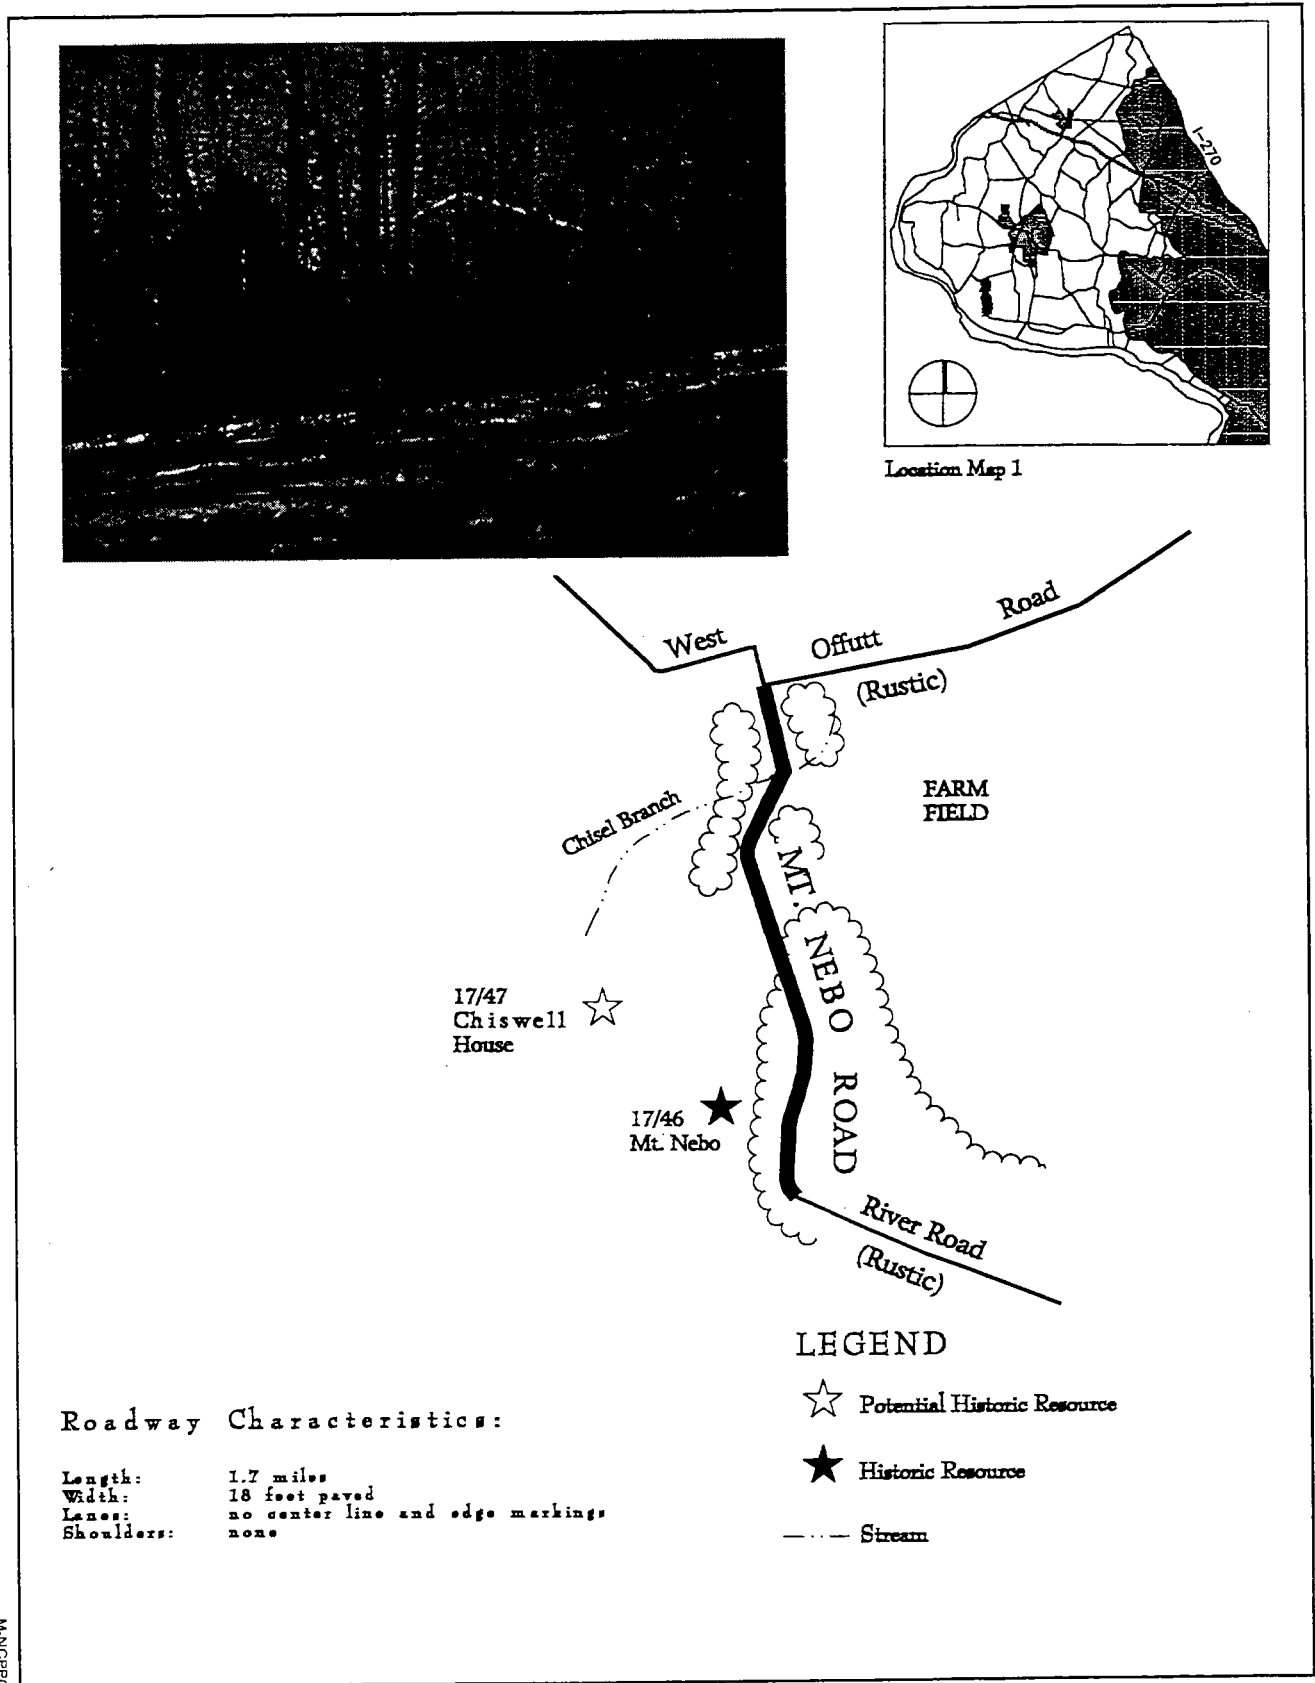 I-270
Location Map 1
West Offutt Road
(Rustic)
FARM
FIELD
Chisel Branch
MT. NEBO ROAD
17/47
Chiswell
House
17/46
Mt. Nebo
River Road
(Rustic)
LEGEND
Potential Historic Resource
Historic Resource
Stream
Roadway Characteristics:
Length: 1.7 miles
Width: 18 feet paved
Lanes: no center line and edge markings
Shoulders: none